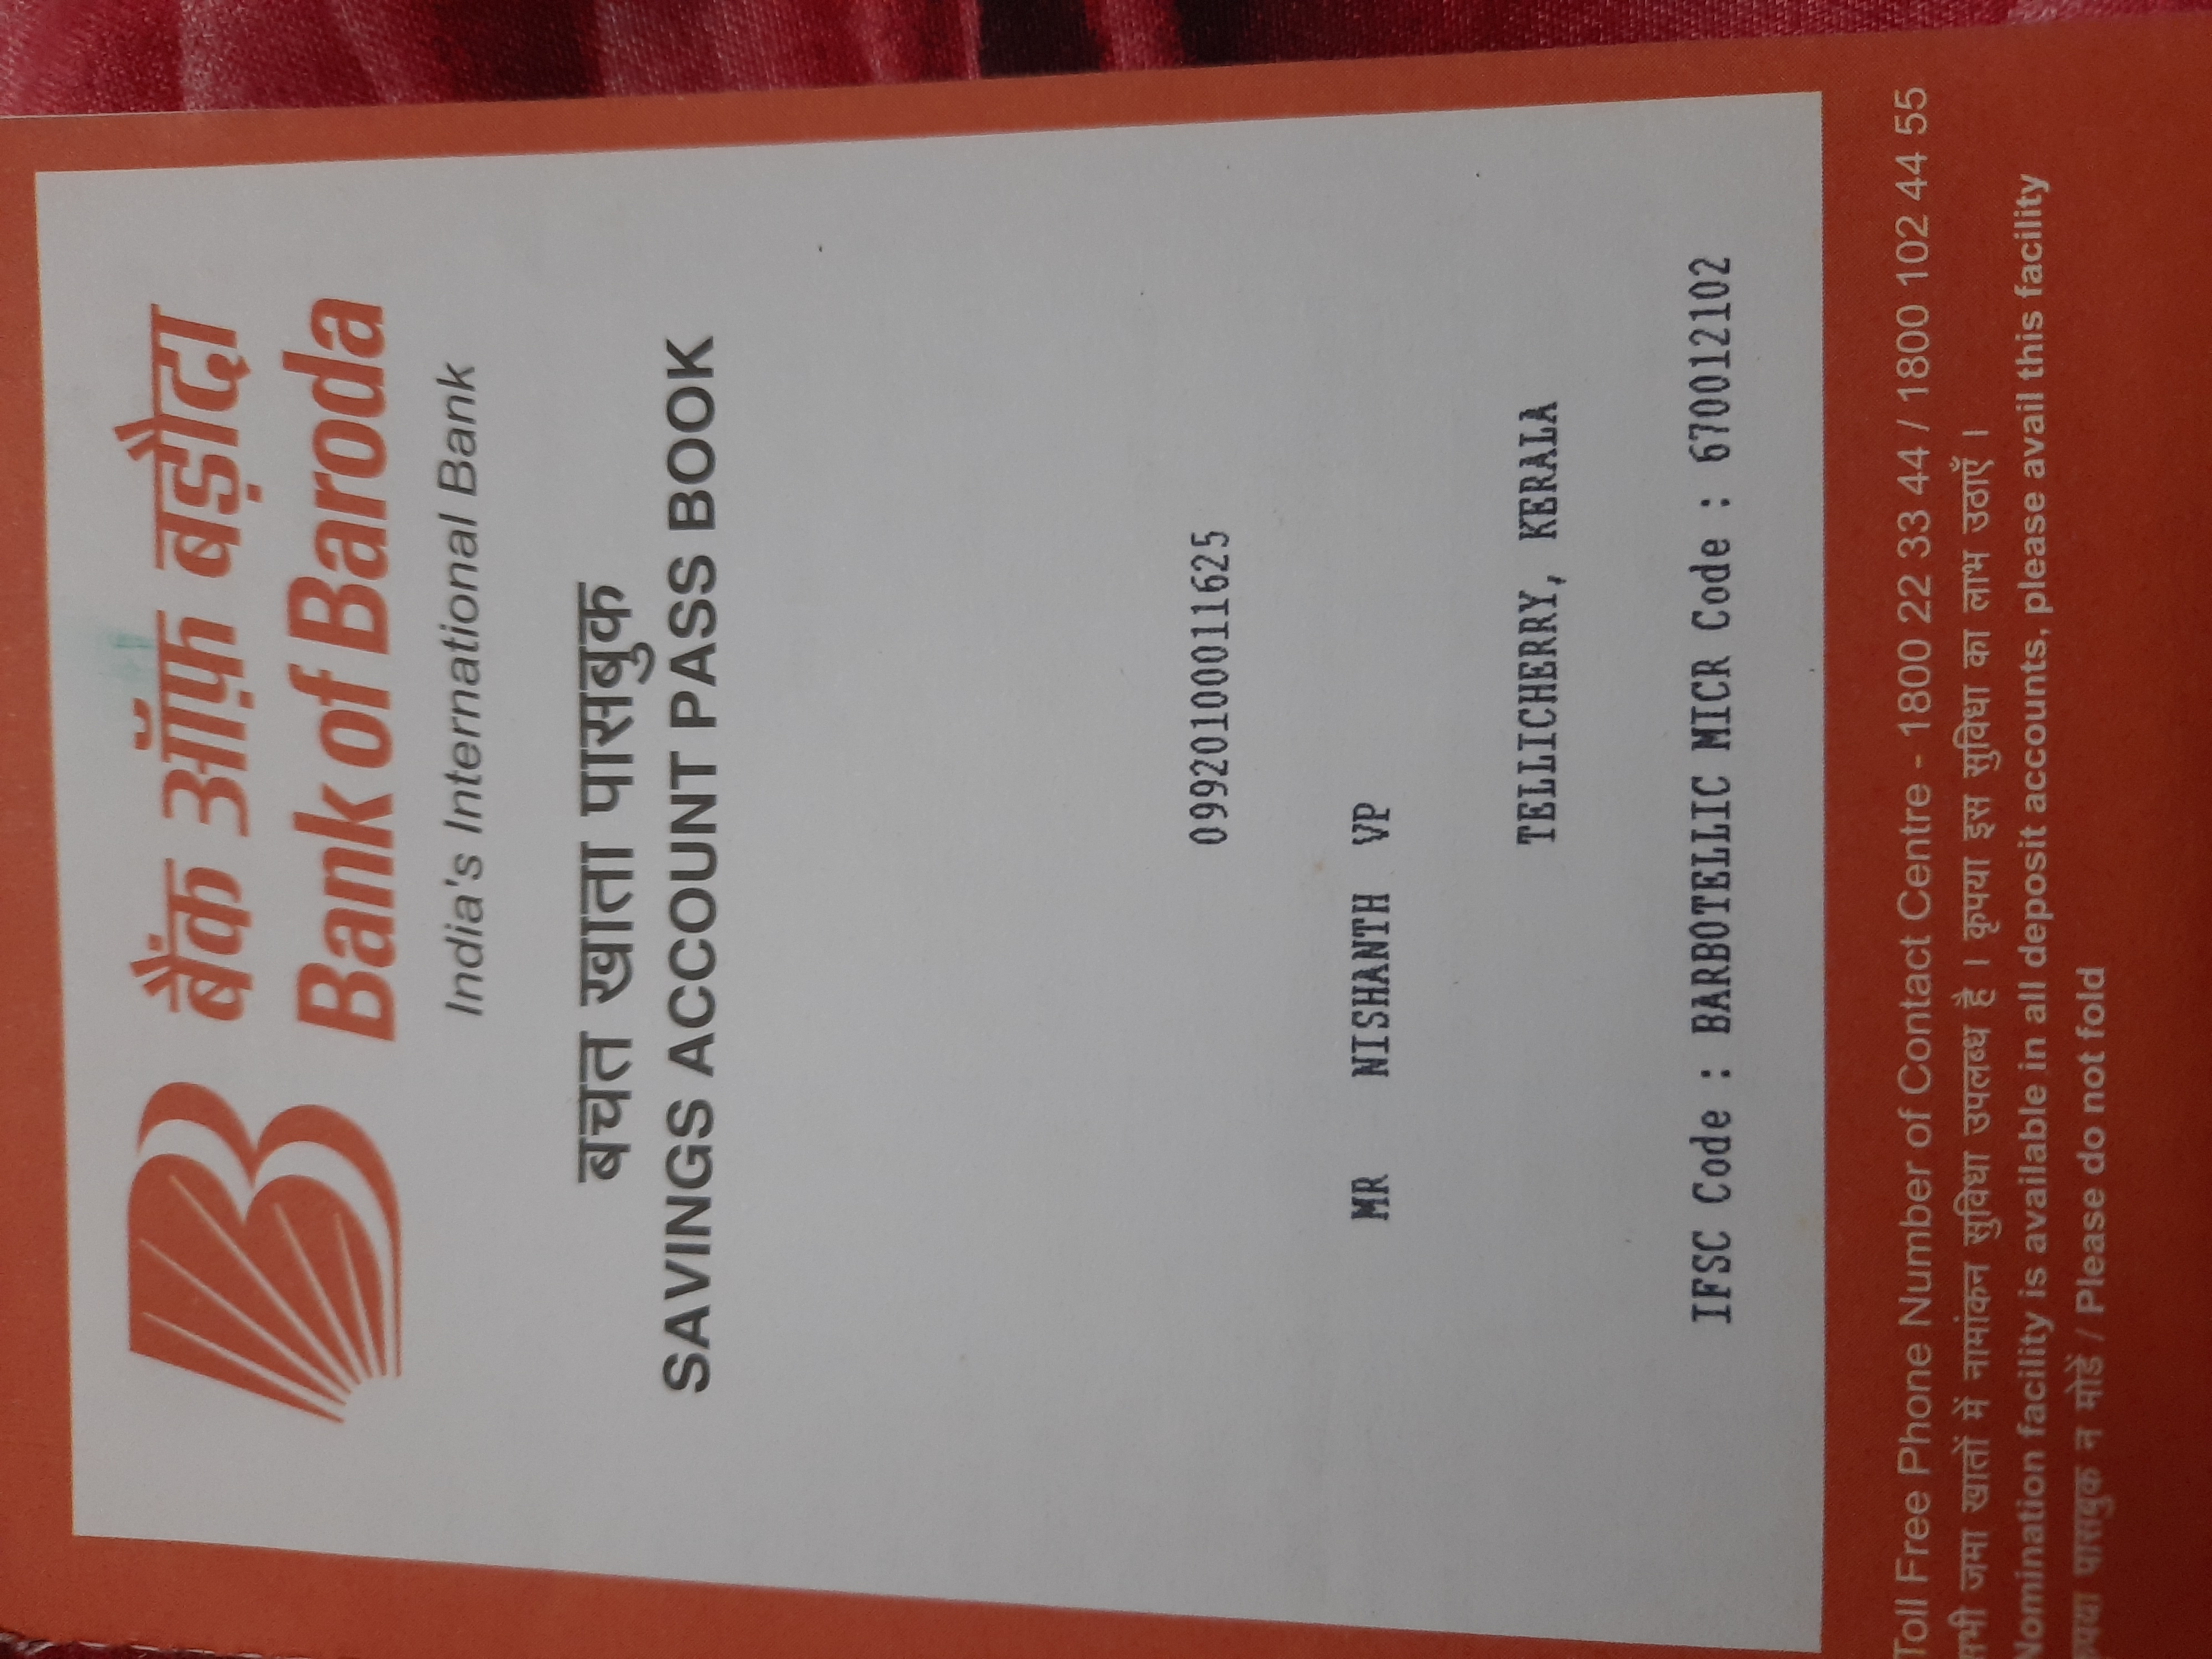 बैंक ऑफ़ बड़ौदा
Bank of Baroda
India's International Bank
बचत खाता पासबुक
SAVINGS ACCOUNT PASS BOOK
09920100011625
MR NISHANTH VP
TELLICHERRY, KERALA
IFSC Code : BARB0TELLIC MICR Code : 670012102
Toll Free Phone Number of Contact Centre - 1800 22 33 44 / 1800 102 44 55
सभी जमा खातों में नामांकन सुविधा उपलब्ध है । कृपया इस सुविधा का लाभ उठाएँ ।
Nomination facility is available in all deposit accounts, please avail this facility
कृपया पासबुक न मोडें / Please do not fold